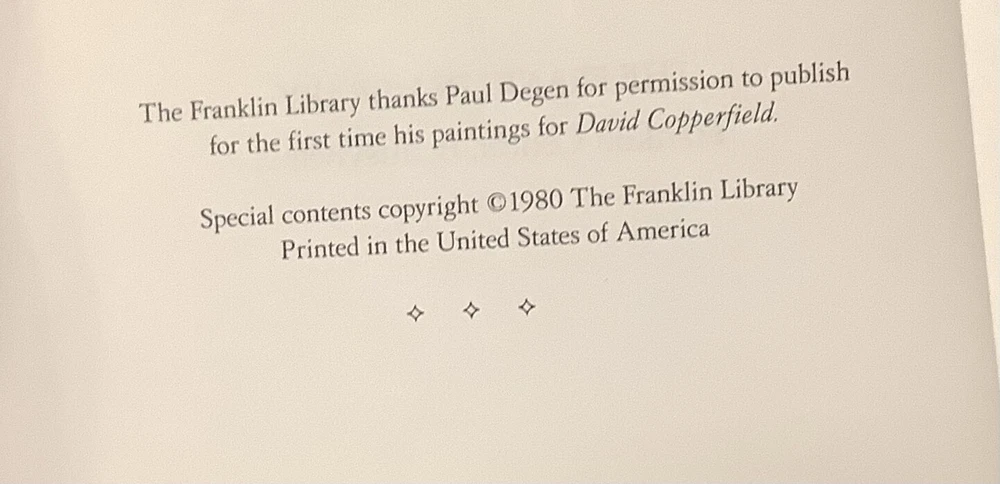 The Franklin Library thanks Paul Degen for permission to publish
for the first time his paintings for David Copperfield.
Special contents copyright ©1980 The Franklin Library
Printed in the United States of America
✧ ✧ ✧